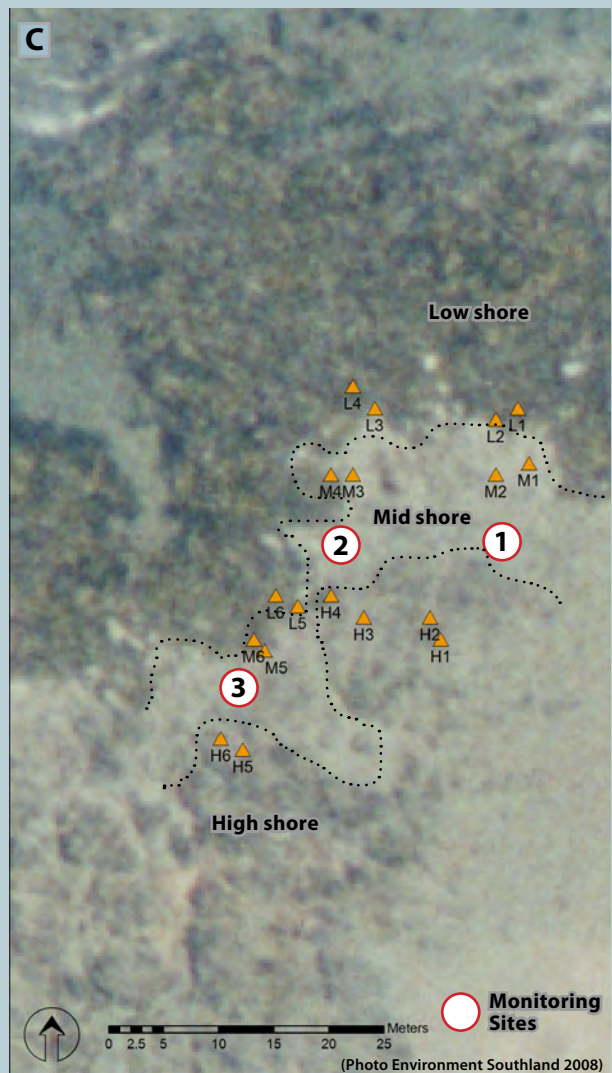 C
Low shore
L4
L3
L1
L2
M1
M4 M3
M2
Mid shore
1
2
L6
L5
H4
H3
H2
H1
M6
M5
3
H6
H5
High shore
Monitoring
Sites
Meters
0 2.5 5 10 15 20 25
(Photo Environment Southland 2008)